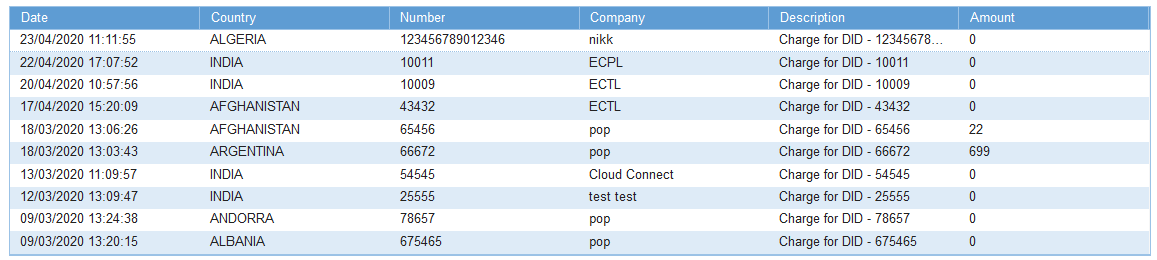 Date Country Number Company Description Amount
23/04/2020 11:11:55 ALGERIA 123456789012346 nikk Charge for DID - 12345678... 0
22/04/2020 17:07:52 INDIA 10011 ECPL Charge for DID - 10011 0
20/04/2020 10:57:56 INDIA 10009 ECTL Charge for DID - 10009 0
17/04/2020 15:20:09 AFGHANISTAN 43432 ECTL Charge for DID - 43432 0
18/03/2020 13:06:26 AFGHANISTAN 65456 pop Charge for DID - 65456 22
18/03/2020 13:03:43 ARGENTINA 66672 pop Charge for DID - 66672 699
13/03/2020 11:09:57 INDIA 54545 Cloud Connect Charge for DID - 54545 0
12/03/2020 13:09:47 INDIA 25555 test test Charge for DID - 25555 0
09/03/2020 13:24:38 ANDORRA 78657 pop Charge for DID - 78657 0
09/03/2020 13:20:15 ALBANIA 675465 pop Charge for DID - 675465 0